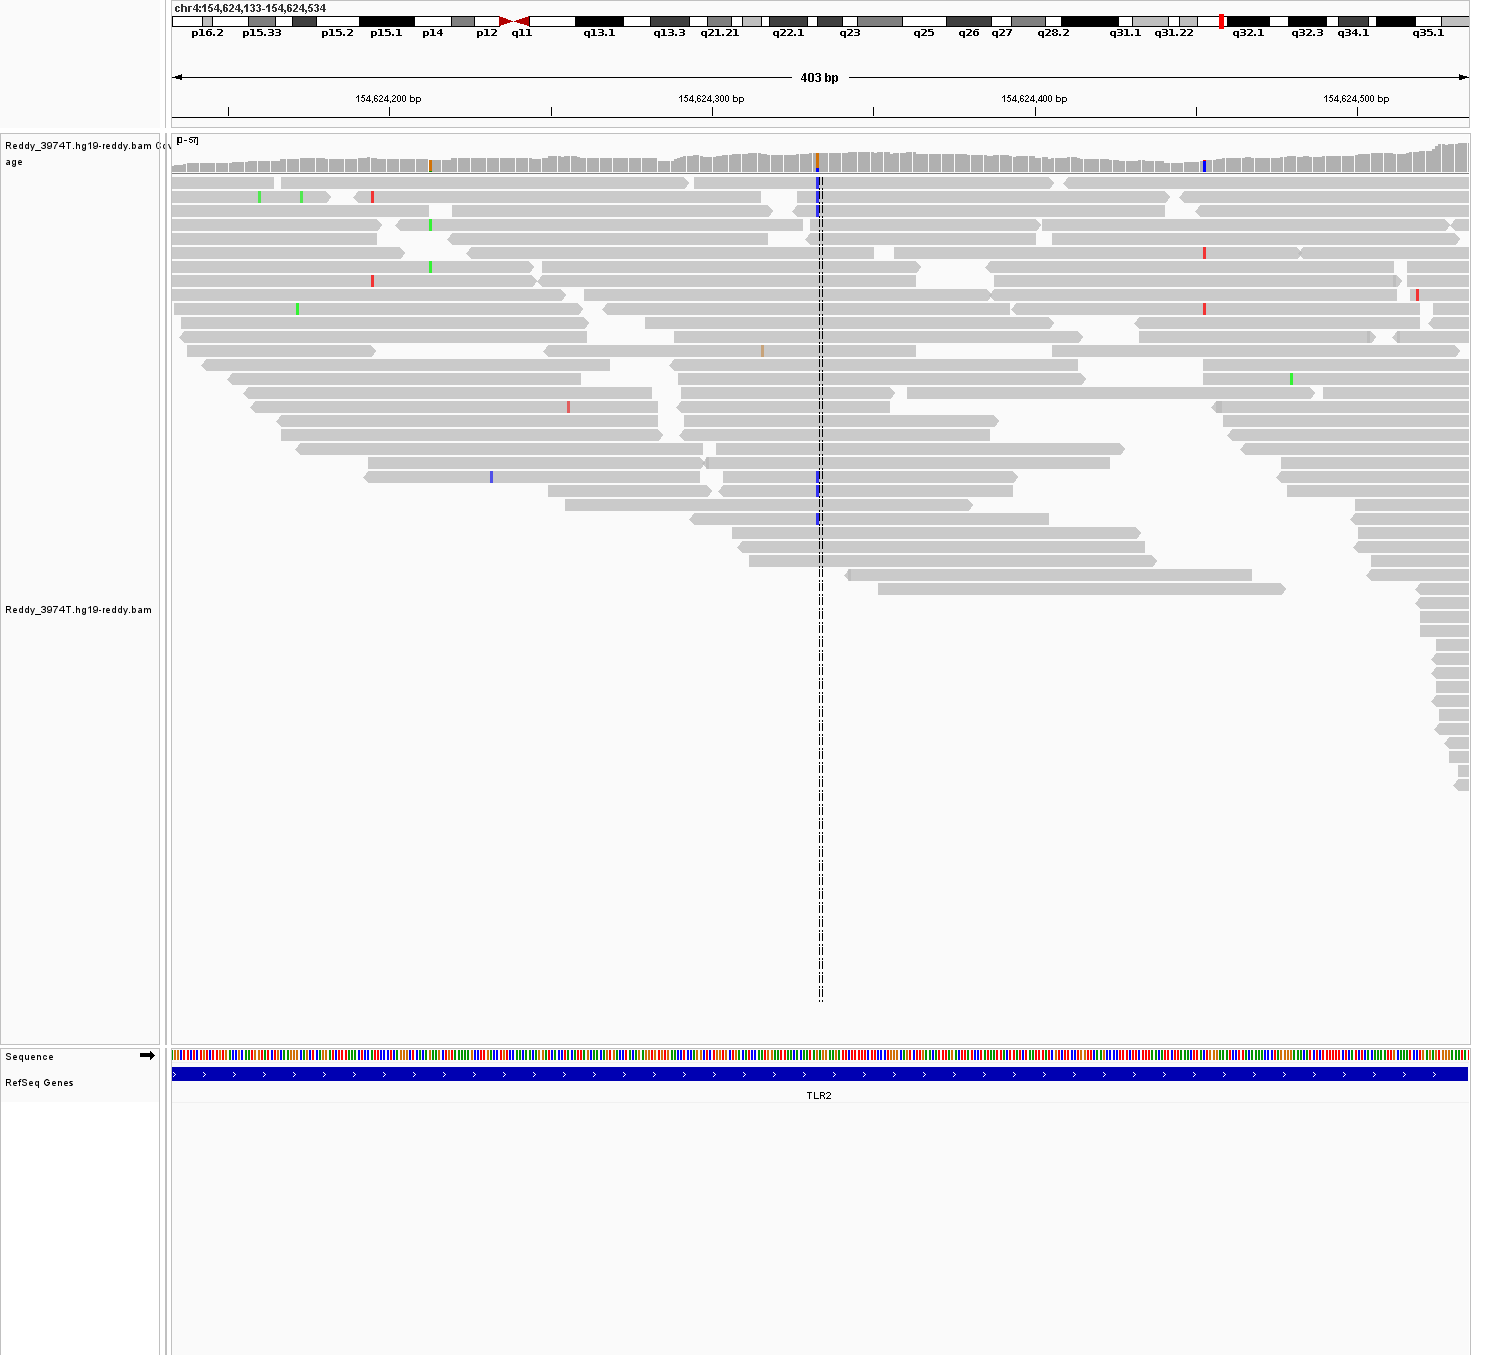 chr4:154,624,133-154,624,534
p16.2 p15.33 p15.2 p15.1 p14 p12 q11 q13.1 q13.3 q21.21 q22.1 q23 q25 q26 q27 q28.2 q31.1 q31.22 q32.1 q32.3 q34.1 q35.1
403 bp
154,624,200 bp 154,624,300 bp 154,624,400 bp 154,624,500 bp
[0 - 57]
Reddy_3974T.hg19-reddy.bam Cov
age
Reddy_3974T.hg19-reddy.bam
Sequence
RefSeq Genes
TLR2